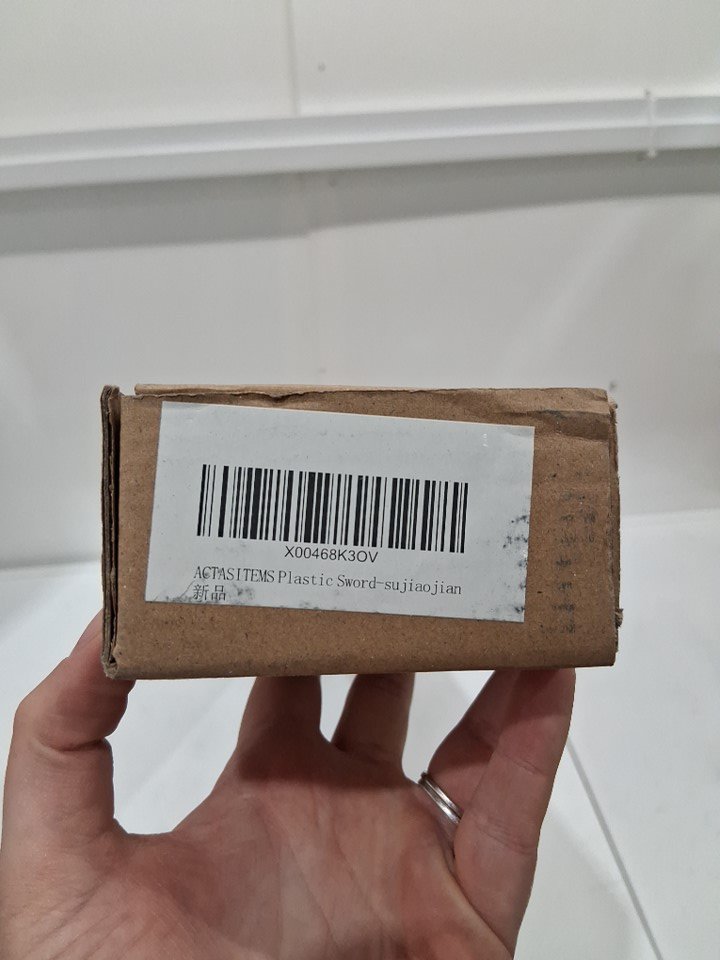 X00468K3OV
ACTASITEMS Plastic Sword-sujiaojian
新品